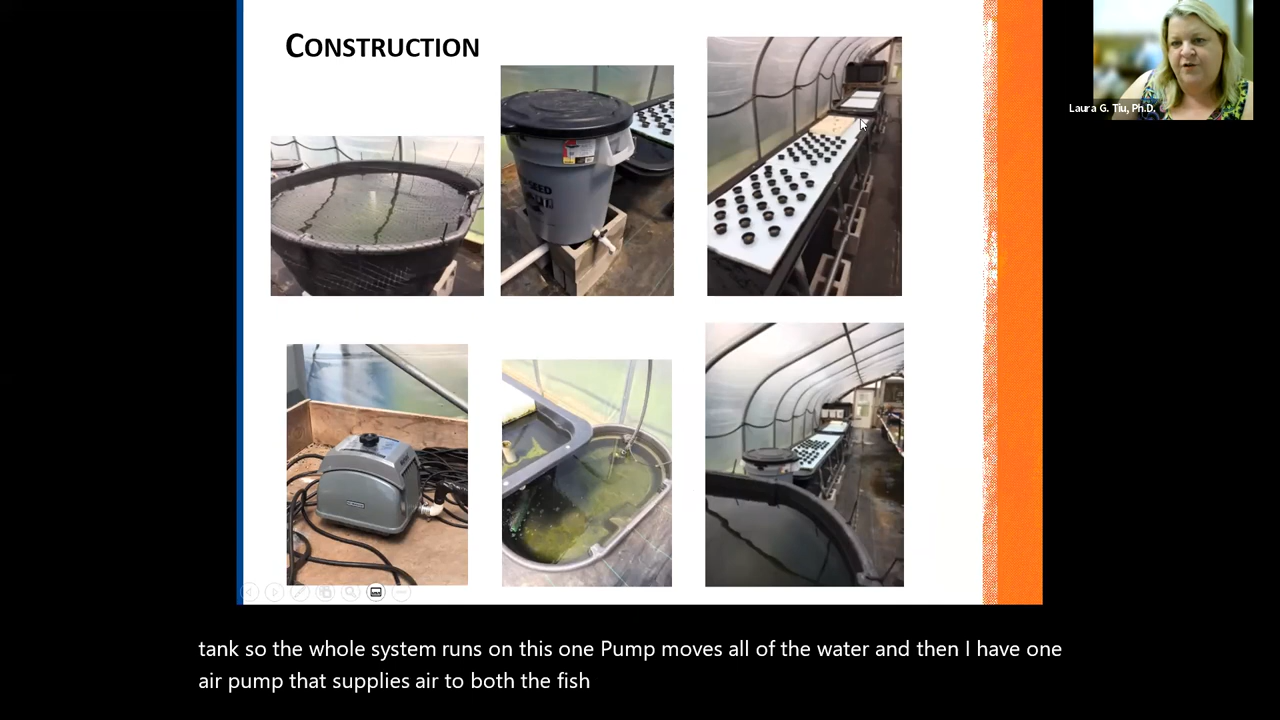 CONSTRUCTION
Laura G. Tiu, Ph.D.
tank so the whole system runs on this one Pump moves all of the water and then I have one
air pump that supplies air to both the fish